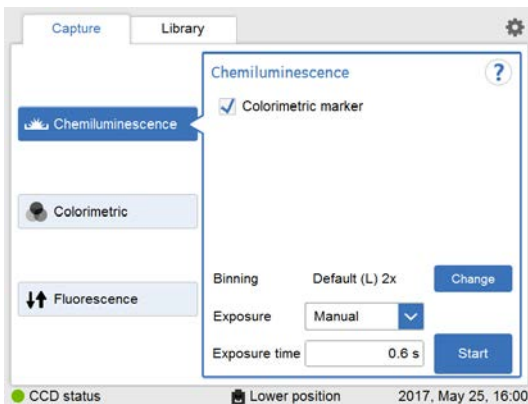 Capture
Library
Chemiluminescence
Chemiluminescence
?
Colorimetric marker
Colorimetric
Fluorescence
Binning Default (L) 2x Change
Exposure Manual
Exposure time 0.6 s Start
CCD status Lower position 2017, May 25, 16:00